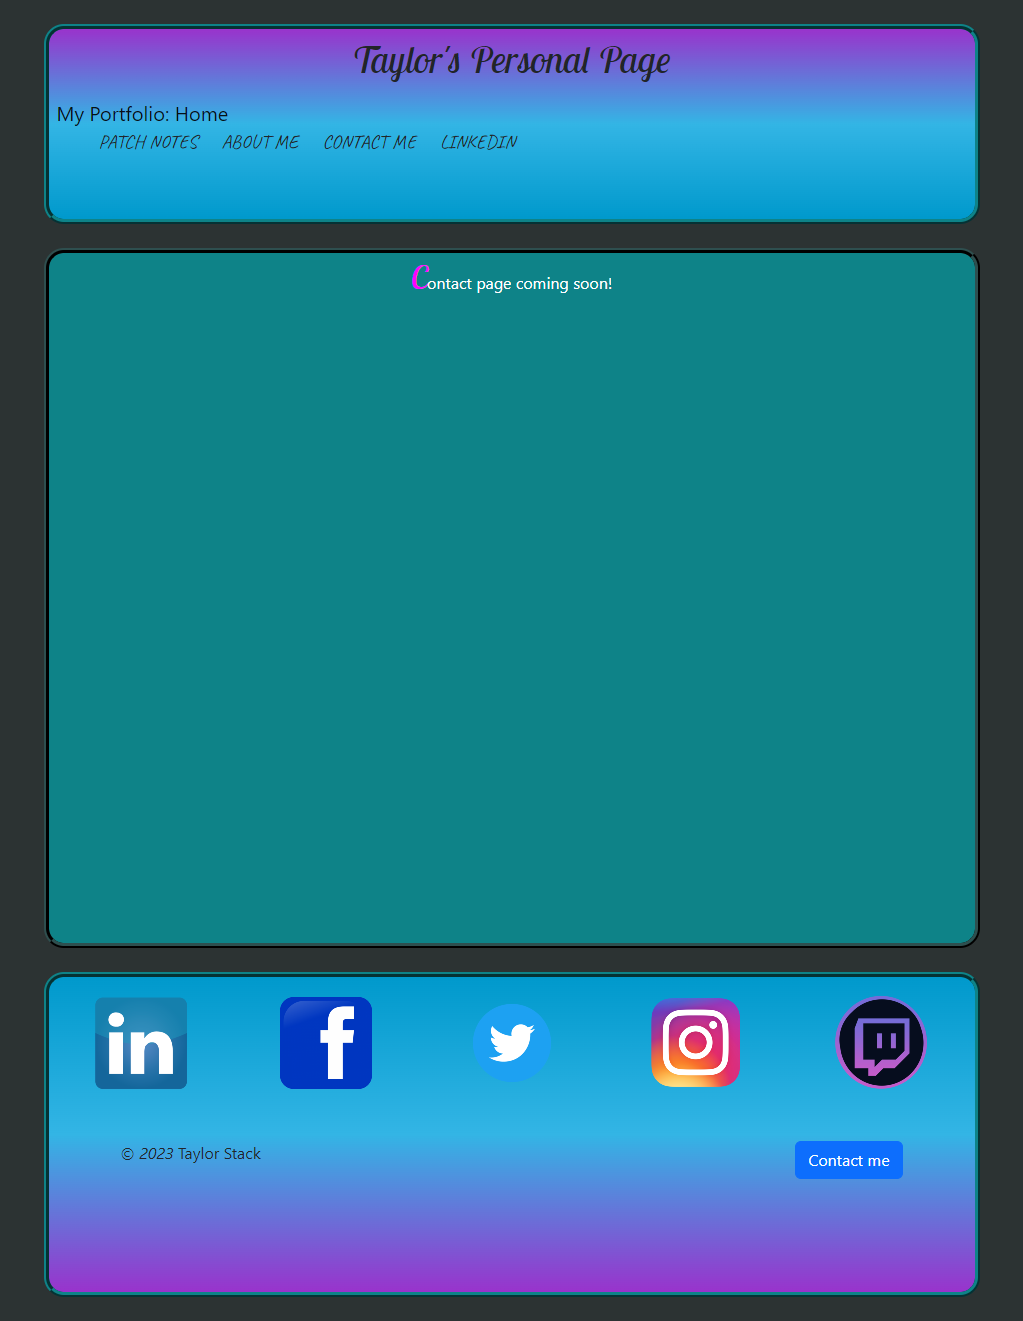 Taylor's Personal Page
My Portfolio: Home
PATCH NOTES ABOUT ME CONTACT ME LINKEDIN
Contact page coming soon!
in f
© 2023 Taylor Stack
Contact me